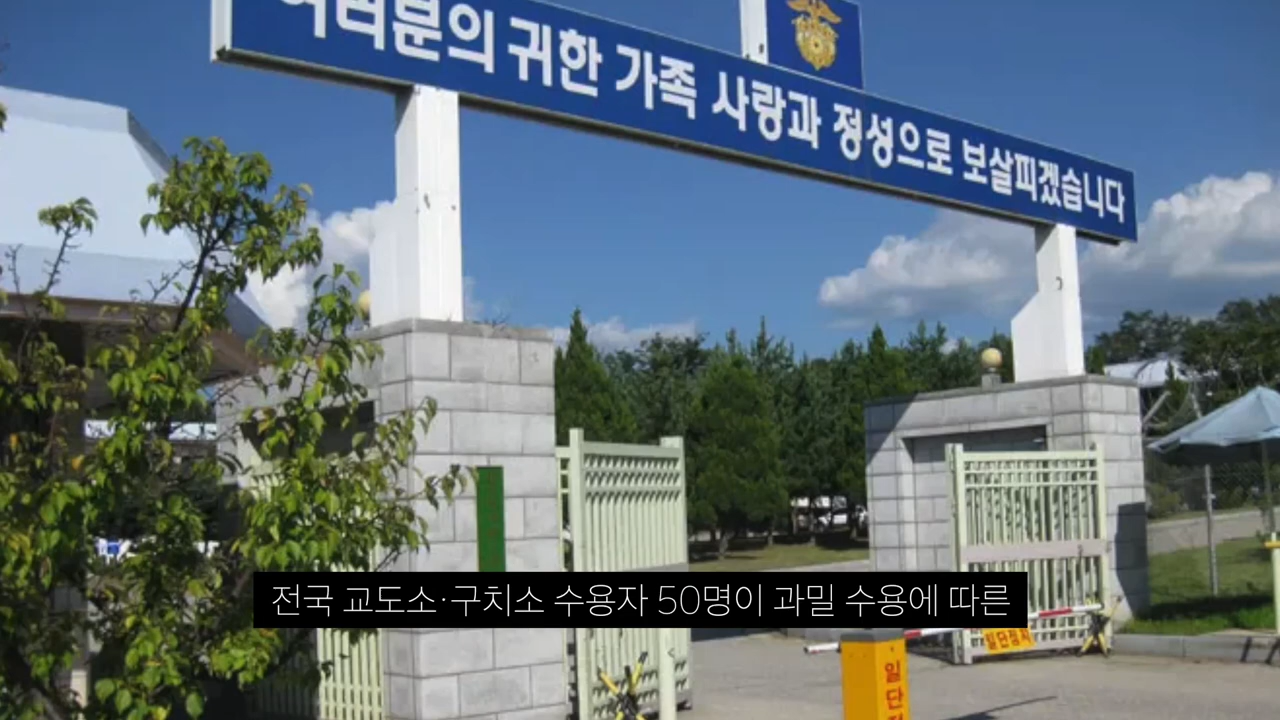 여러분의 귀한 가족 사랑과 정성으로 보살피겠습니다
전국 교도소·구치소 수용자 50명이 과밀 수용에 따른
일단정지
일단정